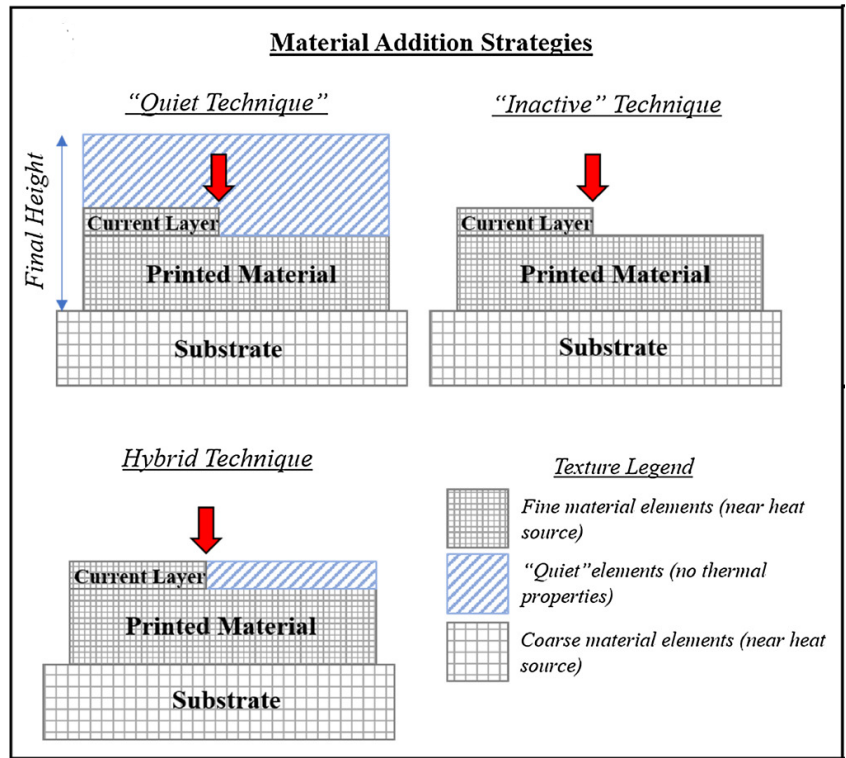 Material Addition Strategies
“Quiet Technique”
“Inactive” Technique
Final Height
Current Layer
Printed Material
Substrate
Current Layer
Printed Material
Substrate
Hybrid Technique
Current Layer
Printed Material
Substrate
Texture Legend
Fine material elements (near heat
source)
“Quiet”elements (no thermal
properties)
Coarse material elements (near heat
source)